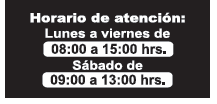 Horario de atención:
Lunes a viernes de
08:00 a 15:00 hrs.
Sábado de
09:00 a 13:00 hrs.